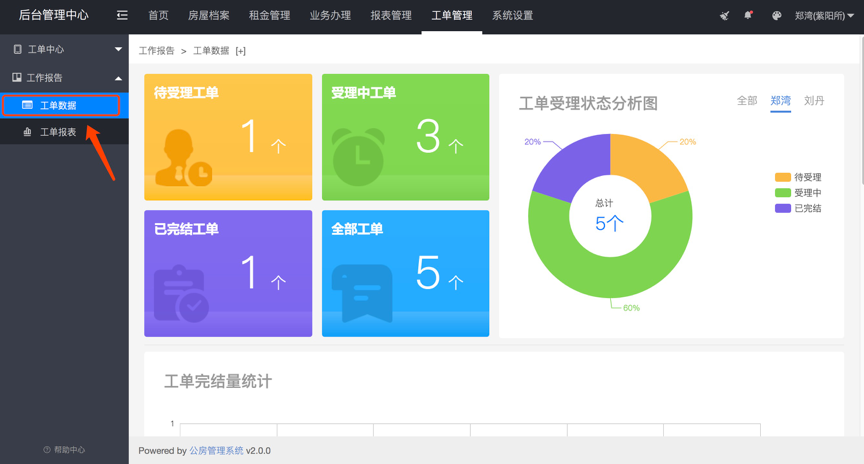 后台管理中心
首页 房屋档案 租金管理 业务办理 报表管理 工单管理 系统设置
郑湾(紫阳所)
工单中心
工作报告
工单数据
工单报表
帮助中心
工作报告 > 工单数据 [+]
待受理工单
1 个
受理中工单
3 个
已完结工单
1 个
全部工单
5 个
工单受理状态分析图
全部 郑湾 刘丹
20%
20%
60%
总计
5个
待受理
受理中
已完结
工单完结量统计
1
Powered by 公房管理系统 v2.0.0